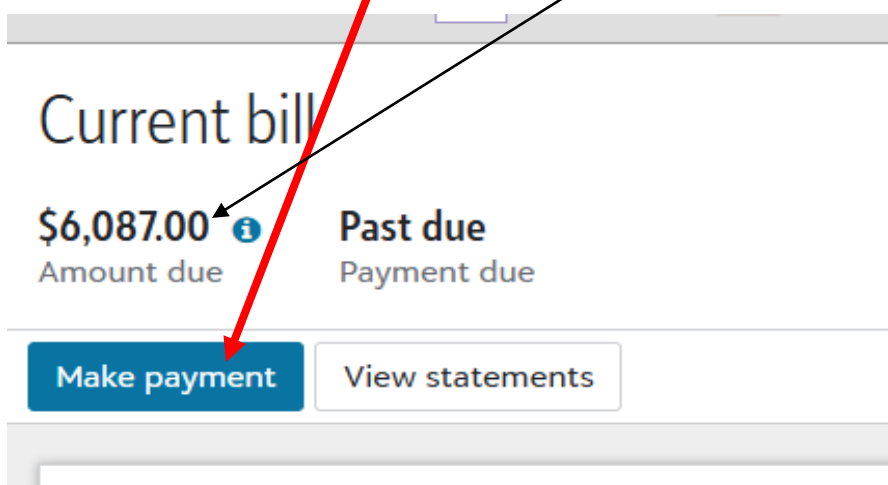 Current bill
$6,087.00 Past due
Amount due Payment due
Make payment View statements